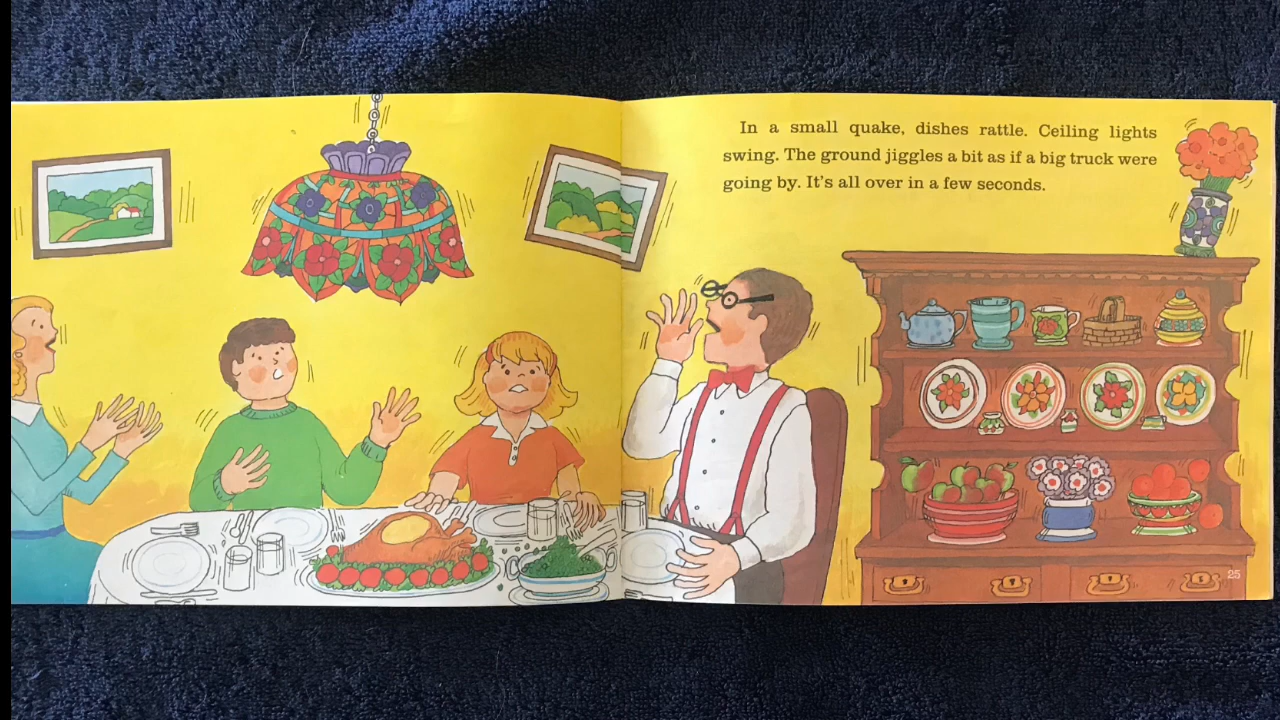 In a small quake, dishes rattle. Ceiling lights
swing. The ground jiggles a bit as if a big truck were
going by. It's all over in a few seconds.
25